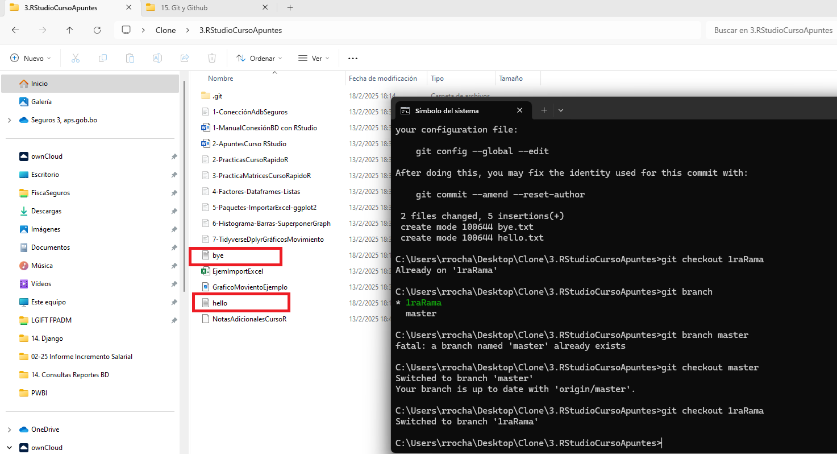 3.RStudioCursoApuntes
15. Git y Github
Clone
3.RStudioCursoApuntes
Buscar en 3.RStudioCursoApuntes
Nuevo
Ordenar
Ver
Inicio
Galería
Seguros 3, aps.gob.bo
ownCloud
Escritorio
FiscaSeguros
Descargas
Imágenes
Documentos
Música
Vídeos
Este equipo
LGIFT FPADM
14. Django
02-25 Informe Incremento Salarial
14. Consultas Reportes BD
PWBI
OneDrive
ownCloud
Nombre Fecha de modificación Tipo Tamaño
.git 18/2/2025 18:14 Carpeta de archivos
1-ConecciónAdbSeguros 13/2/2025
1-ManualConexiónBD con RStudio 13/2/2025
2-ApuntesCurso RStudio 13/2/2025
2-PracticasCursoRapidoR 13/2/2025
3-PracticaMatricesCursoRapidoR 13/2/2025
4-Factores-Dataframes-Listas 13/2/2025
5-Paquetes-ImportarExcel-ggplot2 13/2/2025
6-Histograma-Barras-SuperponerGraph 13/2/2025
7-TidyverseDplyrGráficosMovimiento 13/2/2025
bye 18/2/2025
EjemImportExcel 13/2/2025
GraficoMovientoEjemplo 13/2/2025
hello 18/2/2025
NotasAdicionalesCursoR 13/2/2025
Símbolo del sistema
your configuration file:
git config --global --edit
After doing this, you may fix the identity used for this commit with:
git commit --amend --reset-author
2 files changed, 5 insertions(+)
create mode 100644 bye.txt
create mode 100644 hello.txt
C:\Users\rrocha\Desktop\Clone\3.RStudioCursoApuntes>git checkout 1raRama
Already on '1raRama'
C:\Users\rrocha\Desktop\Clone\3.RStudioCursoApuntes>git branch
* 1raRama
master
C:\Users\rrocha\Desktop\Clone\3.RStudioCursoApuntes>git branch master
fatal: a branch named 'master' already exists
C:\Users\rrocha\Desktop\Clone\3.RStudioCursoApuntes>git checkout master
Switched to branch 'master'
Your branch is up to date with 'origin/master'.
C:\Users\rrocha\Desktop\Clone\3.RStudioCursoApuntes>git checkout 1raRama
Switched to branch '1raRama'
C:\Users\rrocha\Desktop\Clone\3.RStudioCursoApuntes>